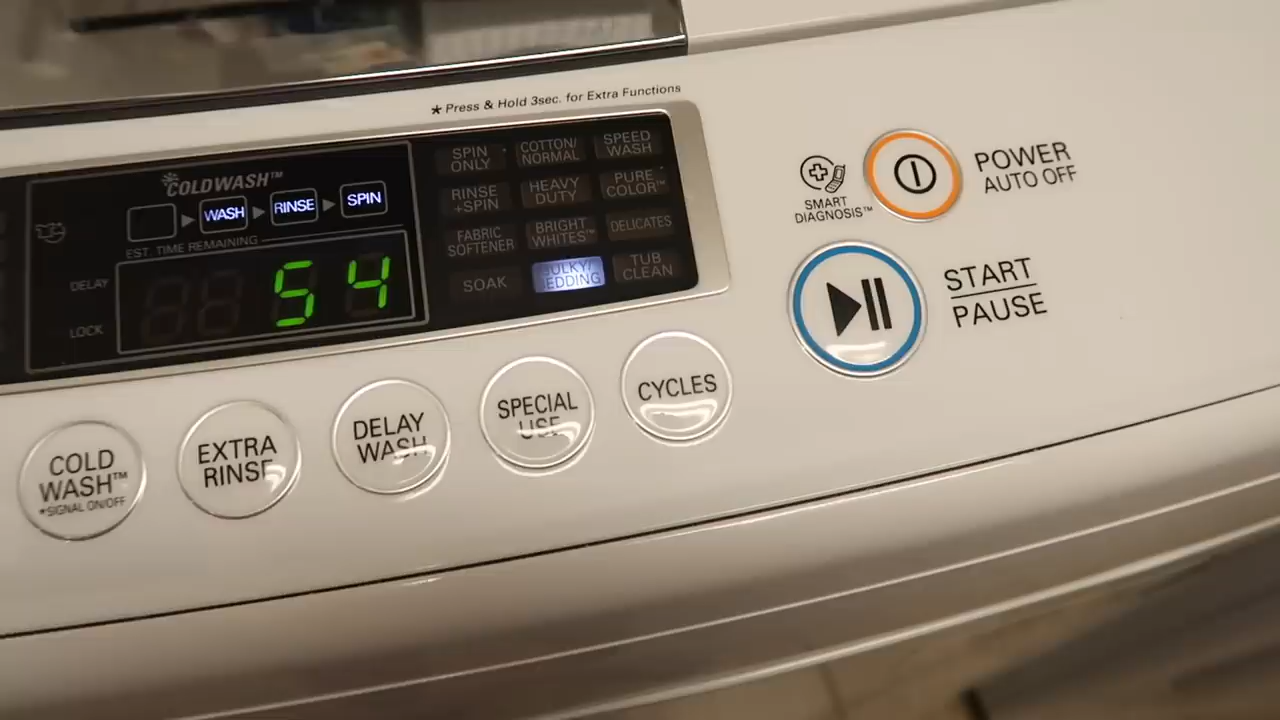 * Press & Hold 3sec. for Extra Functions
COLDWASH™
WASH
RINSE
SPIN
EST. TIME REMAINING
DELAY
LOCK
54
SPIN
ONLY
COTTON/
NORMAL
SPEED
WASH
RINSE
+SPIN
HEAVY
DUTY
PURE
COLOR™
FABRIC
SOFTENER
BRIGHT
WHITES™
DELICATES
SOAK
BULKY/
BEDDING
TUB
CLEAN
SMART
DIAGNOSIS™
POWER
AUTO OFF
START
PAUSE
COLD
WASH™
*SIGNAL ON/OFF
EXTRA
RINSE
DELAY
WASH
SPECIAL
USE
CYCLES